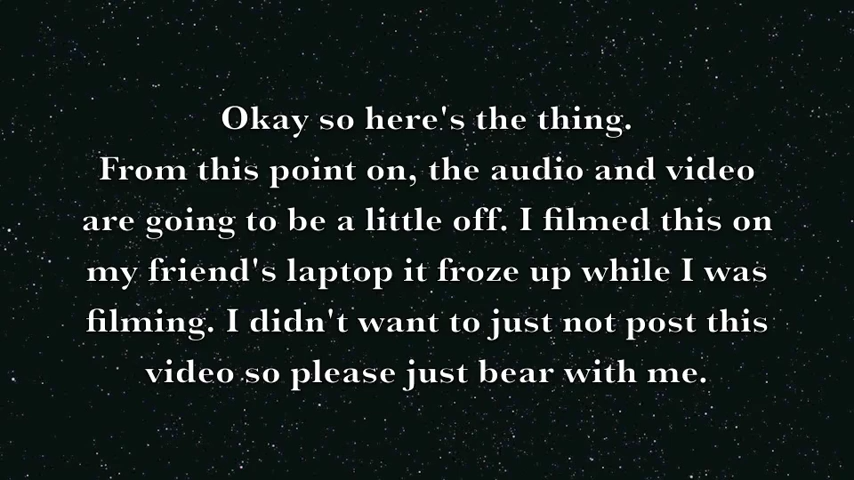 Okay so here's the thing.
From this point on, the audio and video
are going to be a little off. I filmed this on
my friend's laptop it froze up while I was
filming. I didn't want to just not post this
video so please just bear with me.